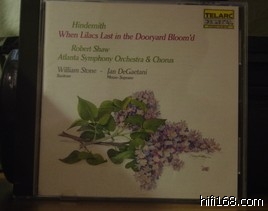 TELARC
Hindemith
When Lilacs Last in the Dooryard Bloom'd
Robert Shaw
Atlanta Symphony Orchestra & Chorus
William Stone - Jan DeGaetani
Baritone Mezzo-Soprano
hifi168.com